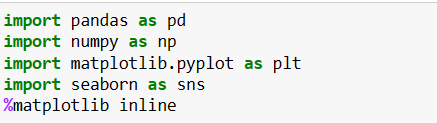 import pandas as pd
import numpy as np
import matplotlib.pyplot as plt
import seaborn as sns
%matplotlib inline